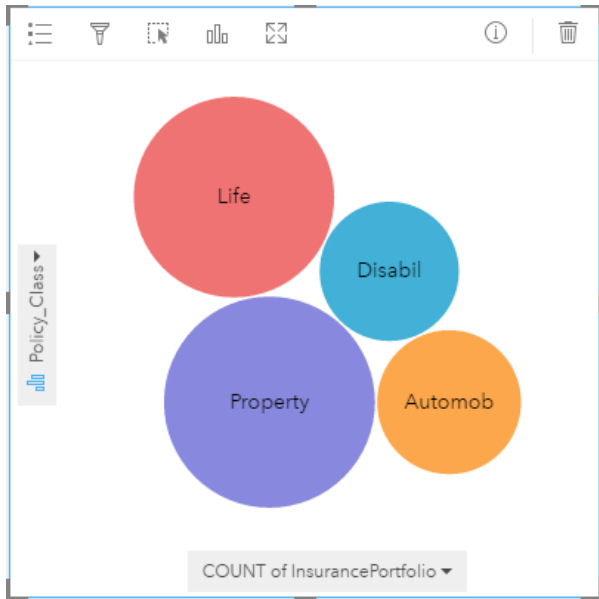 Life
Disabil
Policy_Class
Property
Automob
COUNT of InsurancePortfolio